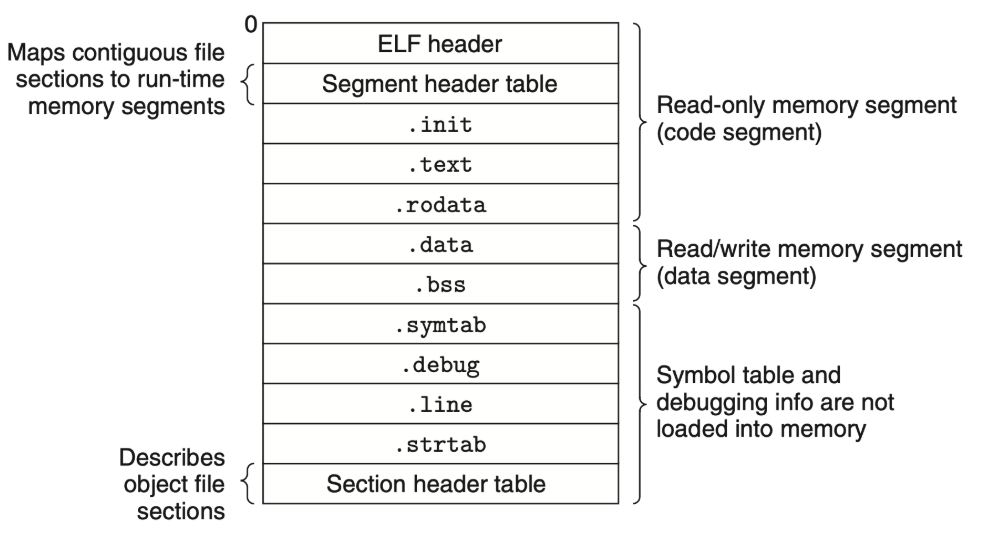 0
ELF header
Maps contiguous file
sections to run-time
memory segments
Segment header table
.init
.text
.rodata
Read-only memory segment
(code segment)
.data
.bss
Read/write memory segment
(data segment)
.symtab
.debug
.line
.strtab
Symbol table and
debugging info are not
loaded into memory
Describes
object file
sections
Section header table